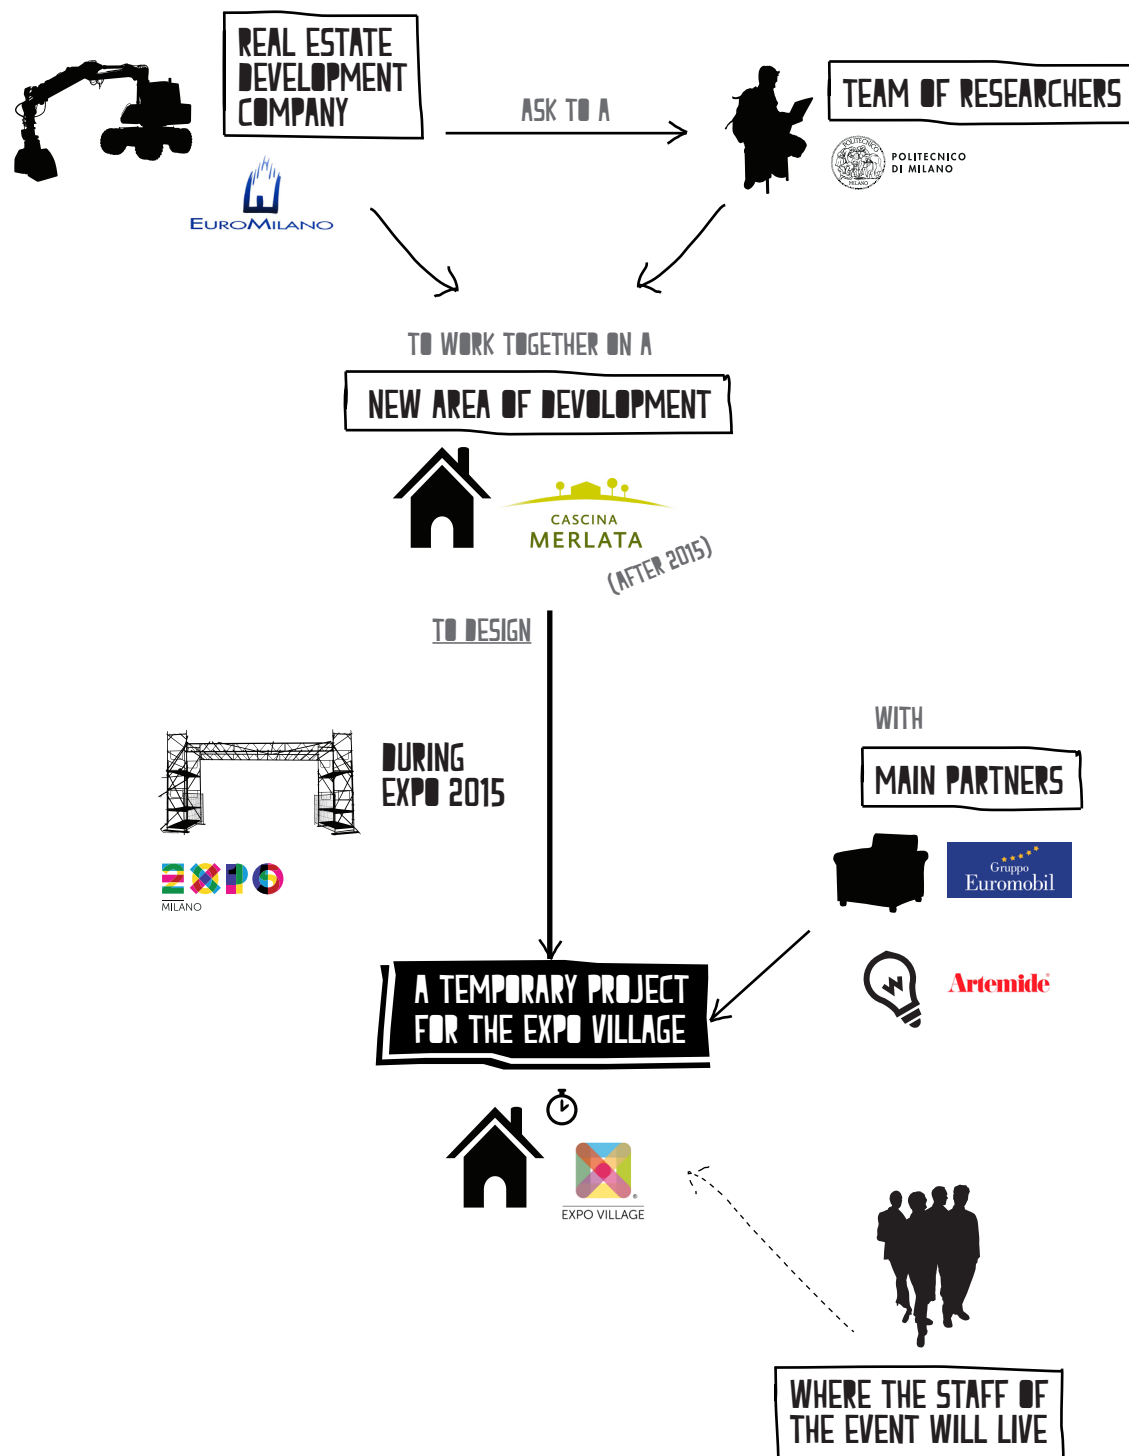 REAL ESTATE
DEVELOPMENT
COMPANY
EUROMILANO
ASK TO A
TEAM OF RESEARCHERS
POLITECNICO
MILANO
POLITECNICO
DI MILANO
TO WORK TOGETHER ON A
NEW AREA OF DEVOLOPMENT
CASCINA
MERLATA
(AFTER 2015)
TO DESIGN
DURING
EXPO 2015
EXPO
MILANO
WITH
MAIN PARTNERS
Gruppo
Euromobil
Artemide®
A TEMPORARY PROJECT
FOR THE EXPO VILLAGE
EXPO VILLAGE
WHERE THE STAFF OF
THE EVENT WILL LIVE